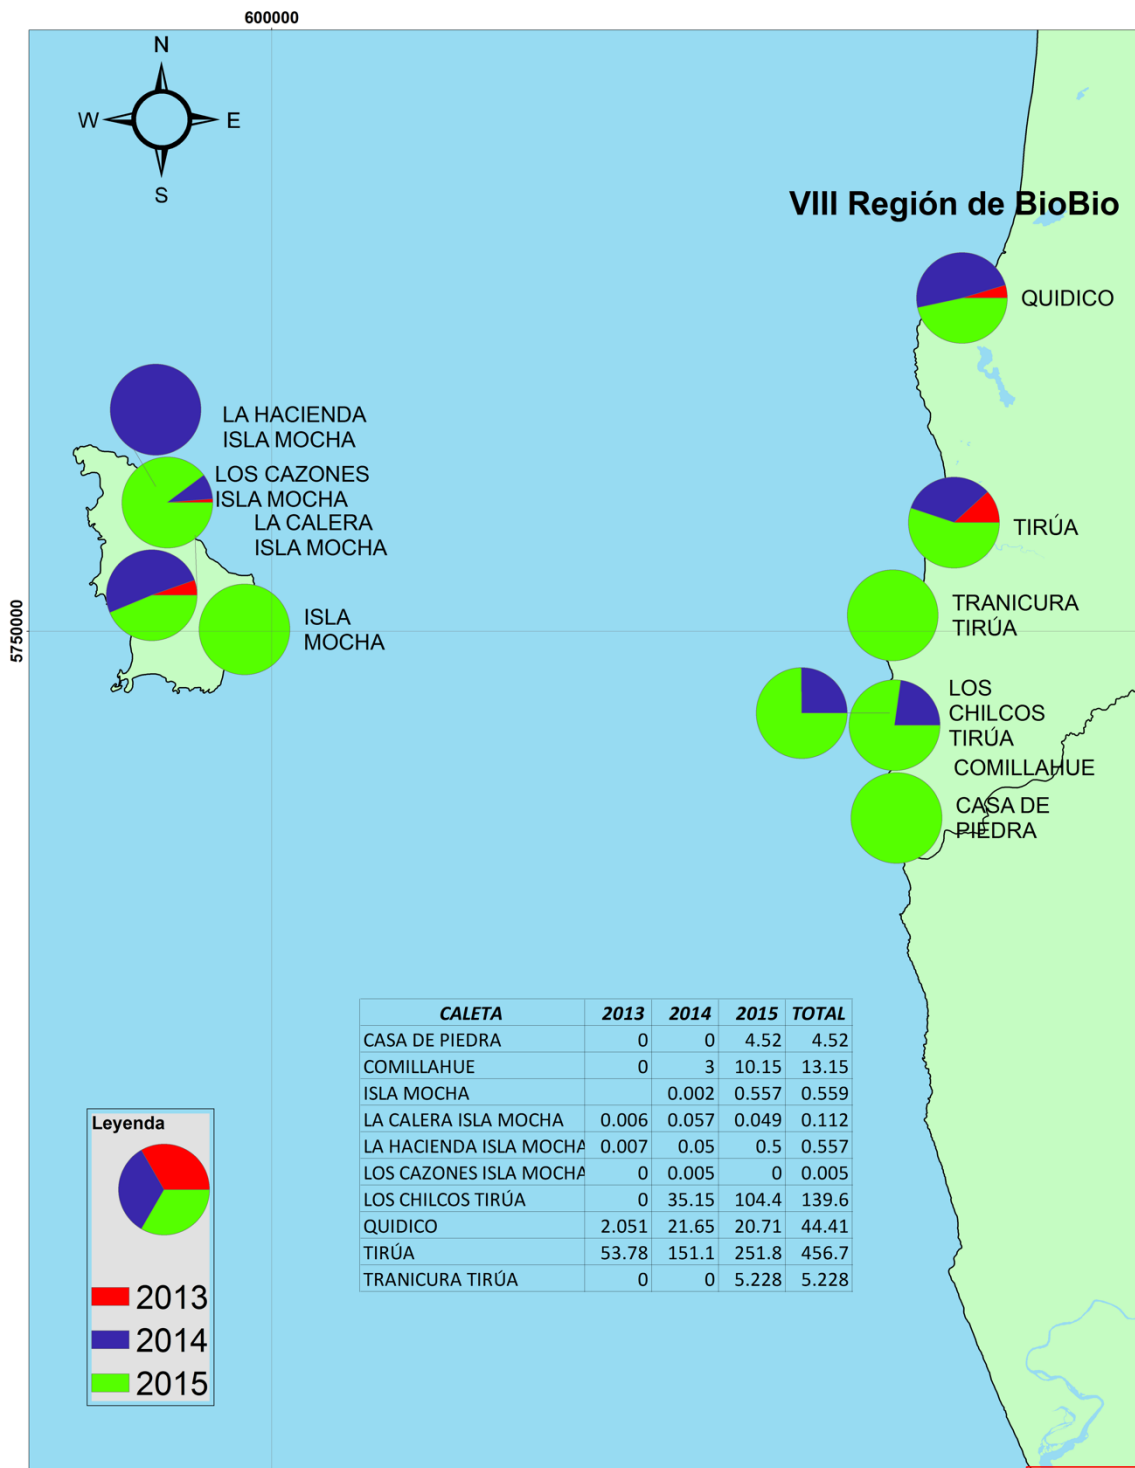 600000
N
W E
S
VIII Región de BioBio
QUIDICO
LA HACIENDA
ISLA MOCHA
LOS CAZONES
ISLA MOCHA
LA CALERA
ISLA MOCHA
TIRÚA
ISLA
MOCHA
TRANICURA
TIRÚA
5750000
LOS
CHILCOS
TIRÚA
COMILLAHUE
CASA DE
PIEDRA
CALETA 2013 2014 2015 TOTAL
CASA DE PIEDRA 0 0 4.52 4.52
COMILLAHUE 0 3 10.15 13.15
ISLA MOCHA 0.002 0.557 0.559
LA CALERA ISLA MOCHA 0.006 0.057 0.049 0.112
LA HACIENDA ISLA MOCHA 0.007 0.05 0.5 0.557
LOS CAZONES ISLA MOCHA 0 0.005 0 0.005
LOS CHILCOS TIRÚA 0 35.15 104.4 139.6
QUIDICO 2.051 21.65 20.71 44.41
TIRÚA 53.78 151.1 251.8 456.7
TRANICURA TIRÚA 0 0 5.228 5.228
Leyenda
2013
2014
2015